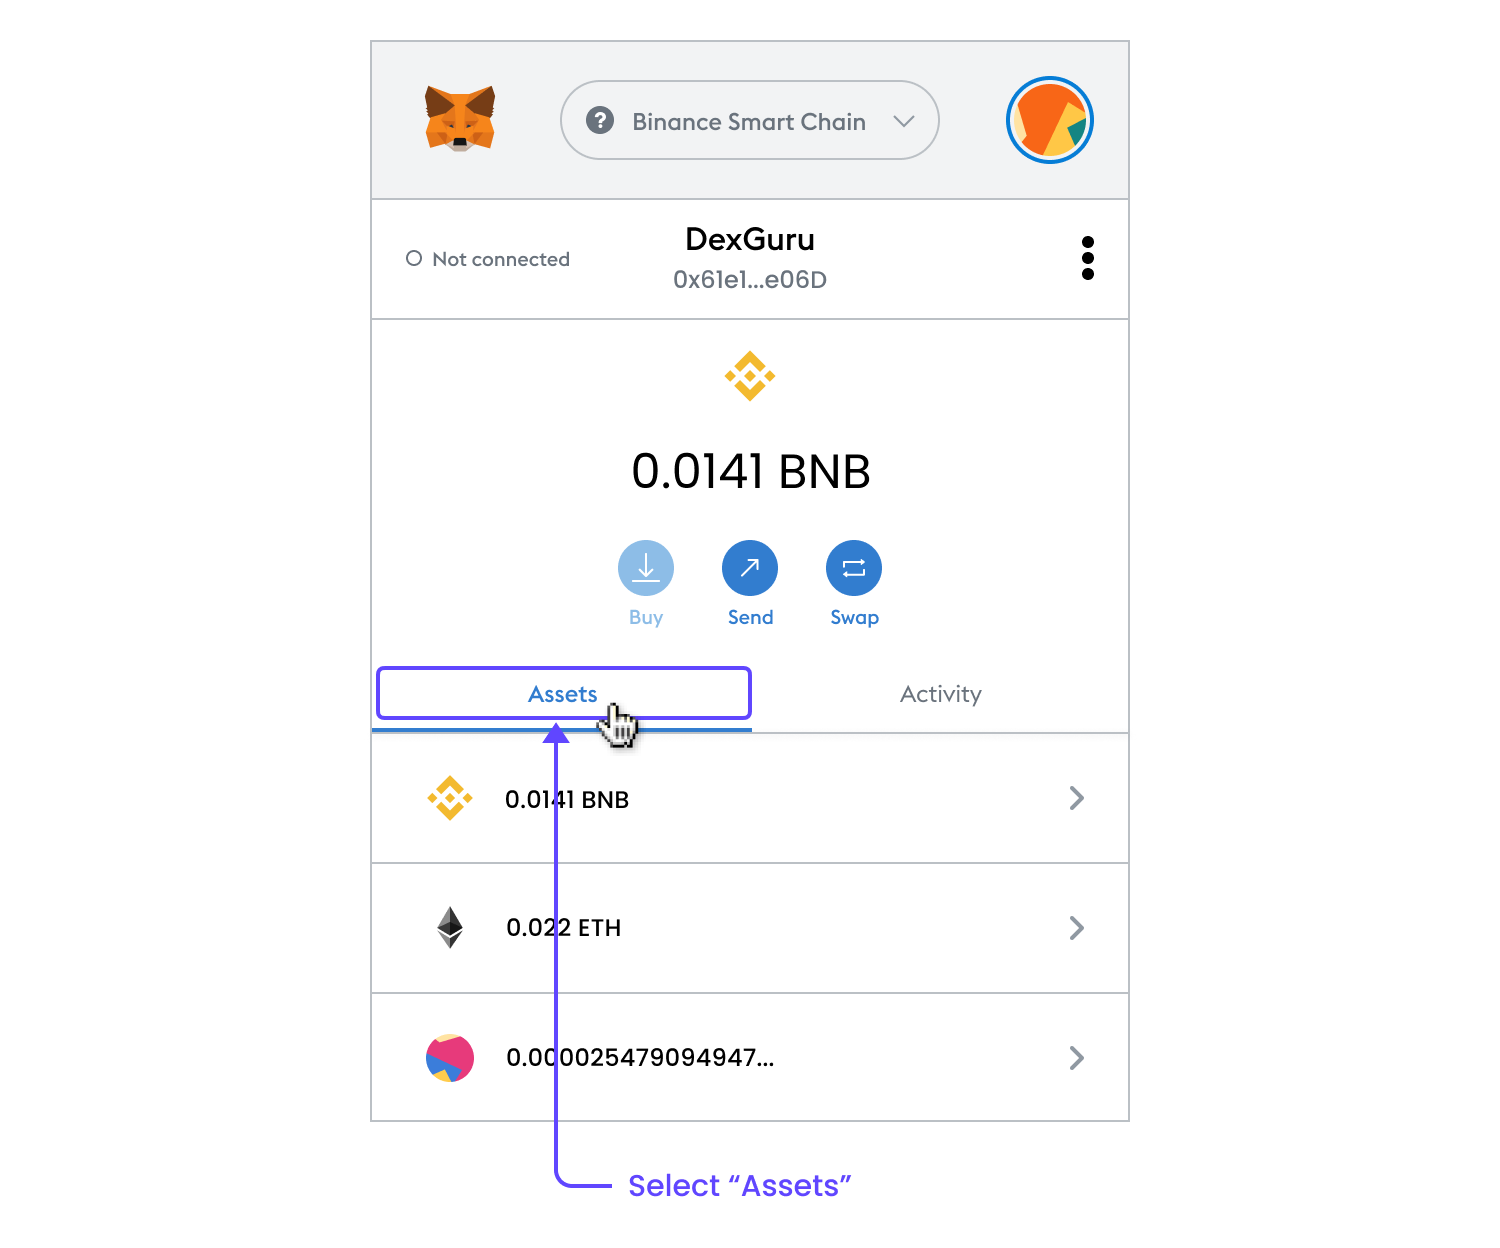 Binance Smart Chain
Not connected
DexGuru
0x61e1...e06D
0.0141 BNB
Buy
Send
Swap
Assets
Activity
0.0141 BNB
0.022 ETH
0.000025479094947...
Select “Assets”